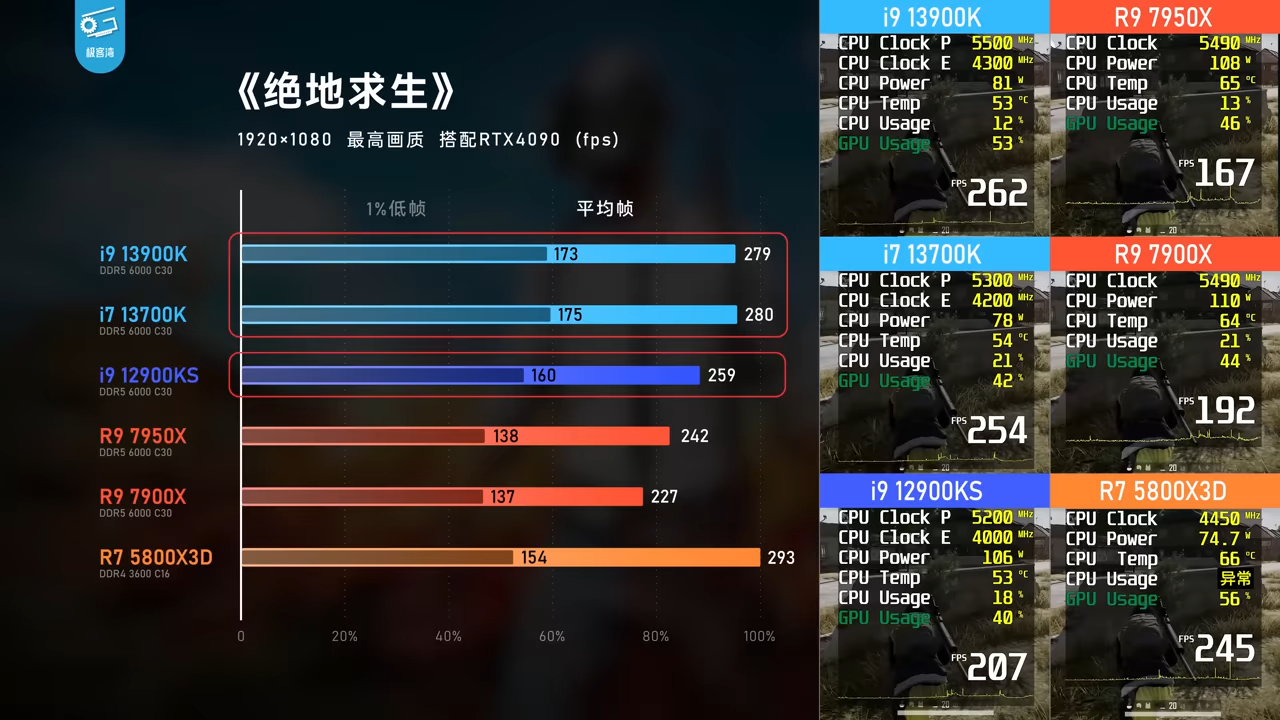 极客湾
《绝地求生》
1920×1080 最高画质 搭配RTX4090 (fps)
1%低帧 平均帧
i9 13900K
DDR5 6000 C30
173 279
i7 13700K
DDR5 6000 C30
175 280
i9 12900KS
DDR5 6000 C30
160 259
R9 7950X
DDR5 6000 C30
138 242
R9 7900X
DDR5 6000 C30
137 227
R7 5800X3D
DDR4 3600 C16
154 293
0 20% 40% 60% 80% 100%
i9 13900K
CPU Clock P 5500 MHz
CPU Clock E 4300 MHz
CPU Power 81 W
CPU Temp 53 °C
CPU Usage 12 %
GPU Usage 53 %
FPS 262
R9 7950X
CPU Clock 5490 MHz
CPU Power 108 W
CPU Temp 65 °C
CPU Usage 13 %
GPU Usage 46 %
FPS 167
20
i7 13700K
CPU Clock P 5300 MHz
CPU Clock E 4200 MHz
CPU Power 78 W
CPU Temp 54 °C
CPU Usage 21 %
GPU Usage 42 %
FPS 254
20
R9 7900X
CPU Clock 5490 MHz
CPU Power 110 W
CPU Temp 64 °C
CPU Usage 21 %
GPU Usage 44 %
FPS 192
20
i9 12900KS
CPU Clock P 5200 MHz
CPU Clock E 4000 MHz
CPU Power 106 W
CPU Temp 53 °C
CPU Usage 18 %
GPU Usage 40 %
FPS 207
20
R7 5800X3D
CPU Clock 4450 MHz
CPU Power 74.7 W
CPU Temp 66 °C
CPU Usage 异常
GPU Usage 56 %
FPS 245
20